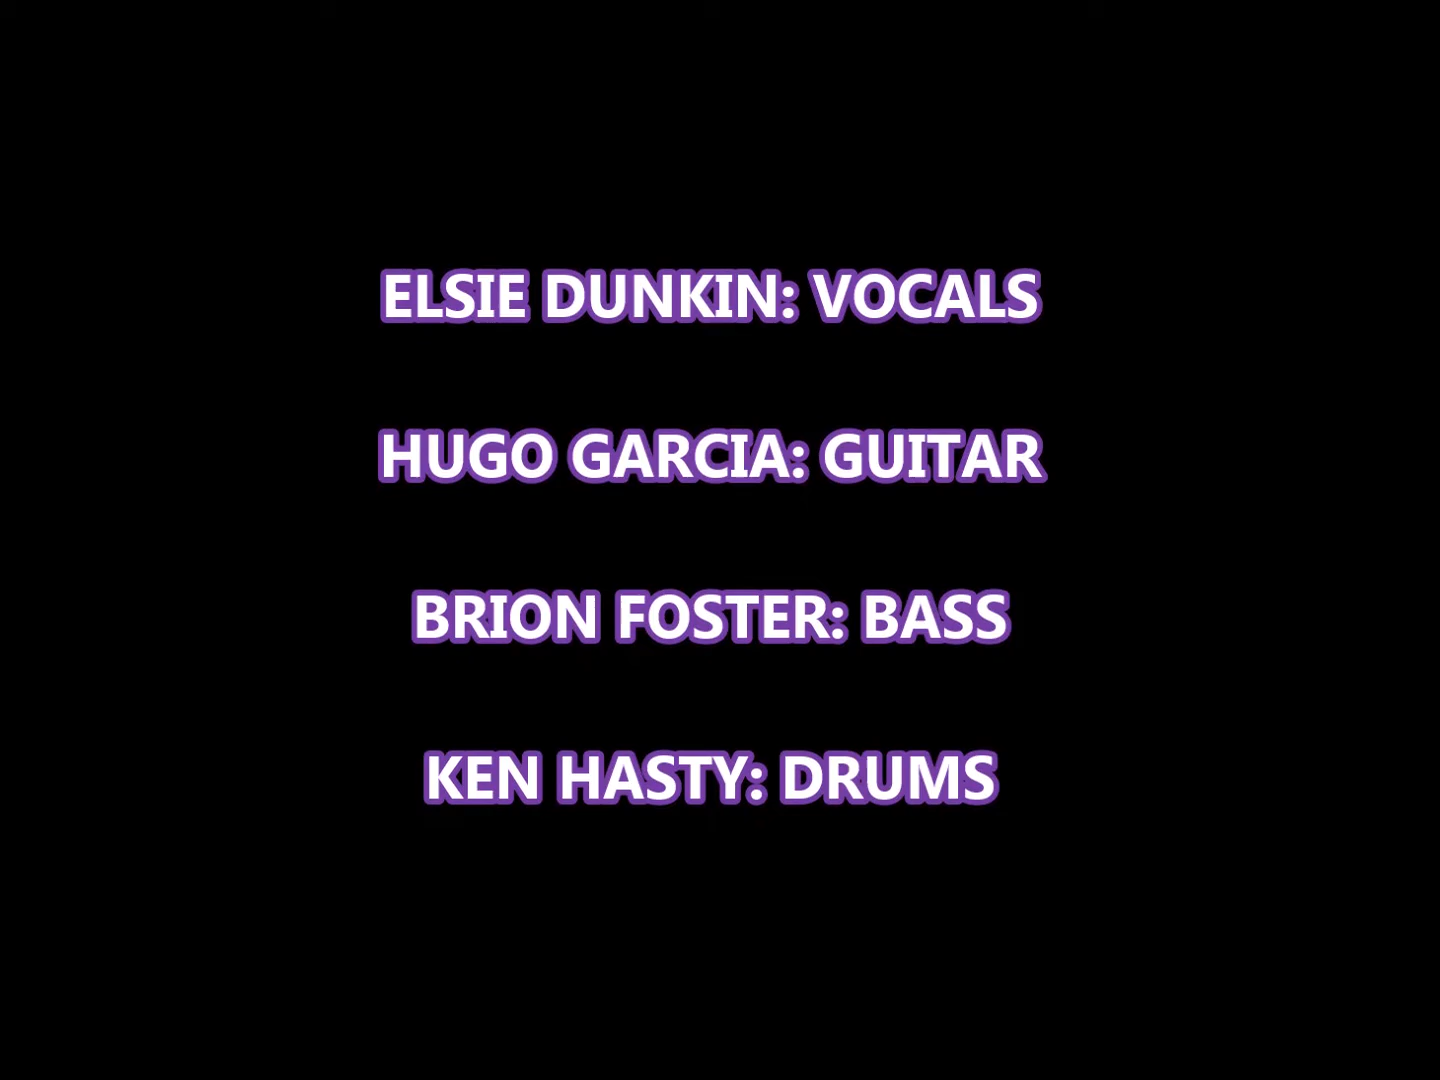 ELSIE DUNKIN: VOCALS
HUGO GARCIA: GUITAR
BRION FOSTER: BASS
KEN HASTY: DRUMS